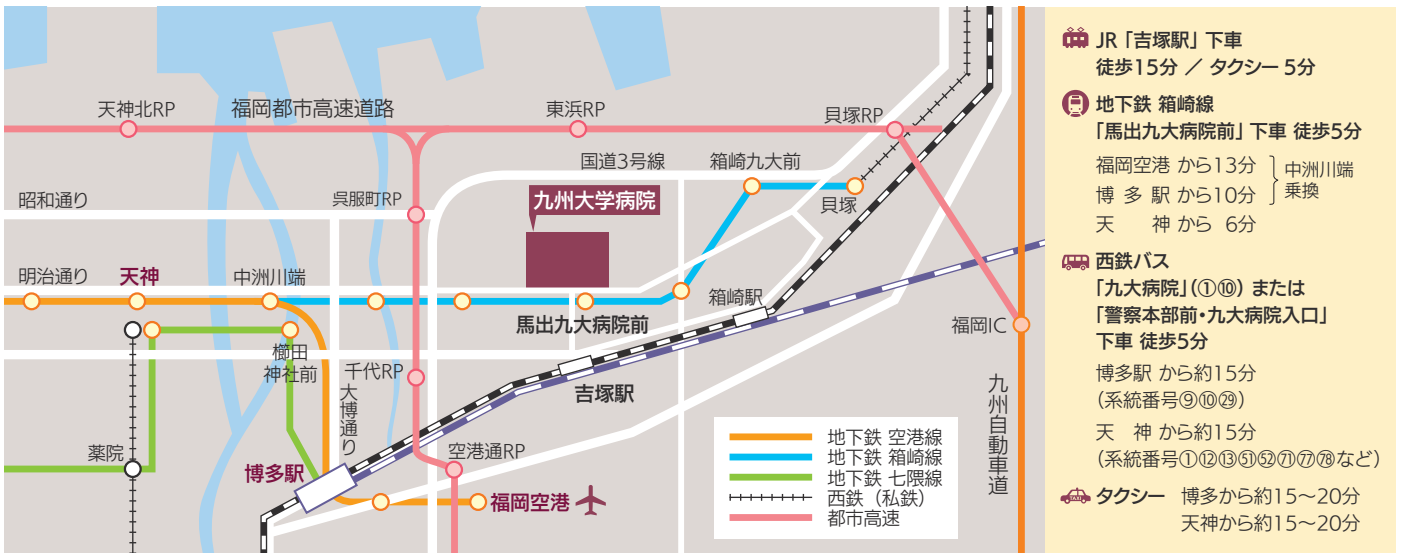 天神北RP
福岡都市高速道路
東浜RP
貝塚RP
国道3号線
箱崎九大前
昭和通り
呉服町RP
九州大学病院
貝塚
明治通り
天神
中洲川端
箱崎駅
馬出九大病院前
福岡IC
櫛田
神社前
千代RP
吉塚駅
大博通り
九州自動車道
薬院
博多駅
空港通RP
福岡空港
地下鉄 空港線
地下鉄 箱崎線
地下鉄 七隈線
西鉄（私鉄）
都市高速
JR「吉塚駅」下車
徒歩15分 ／ タクシー 5分
地下鉄 箱崎線
「馬出九大病院前」下車 徒歩5分
福岡空港 から13分
博多駅 から10分
中洲川端
乗換
天神 から 6分
西鉄バス
「九大病院」(①⑩) または
「警察本部前・九大病院入口」
下車 徒歩5分
博多駅 から約15分
（系統番号⑨⑩㉙）
天神 から約15分
（系統番号①⑫⑬51 52 71 77 78など）
タクシー 博多から約15～20分
天神から約15～20分
TAXI